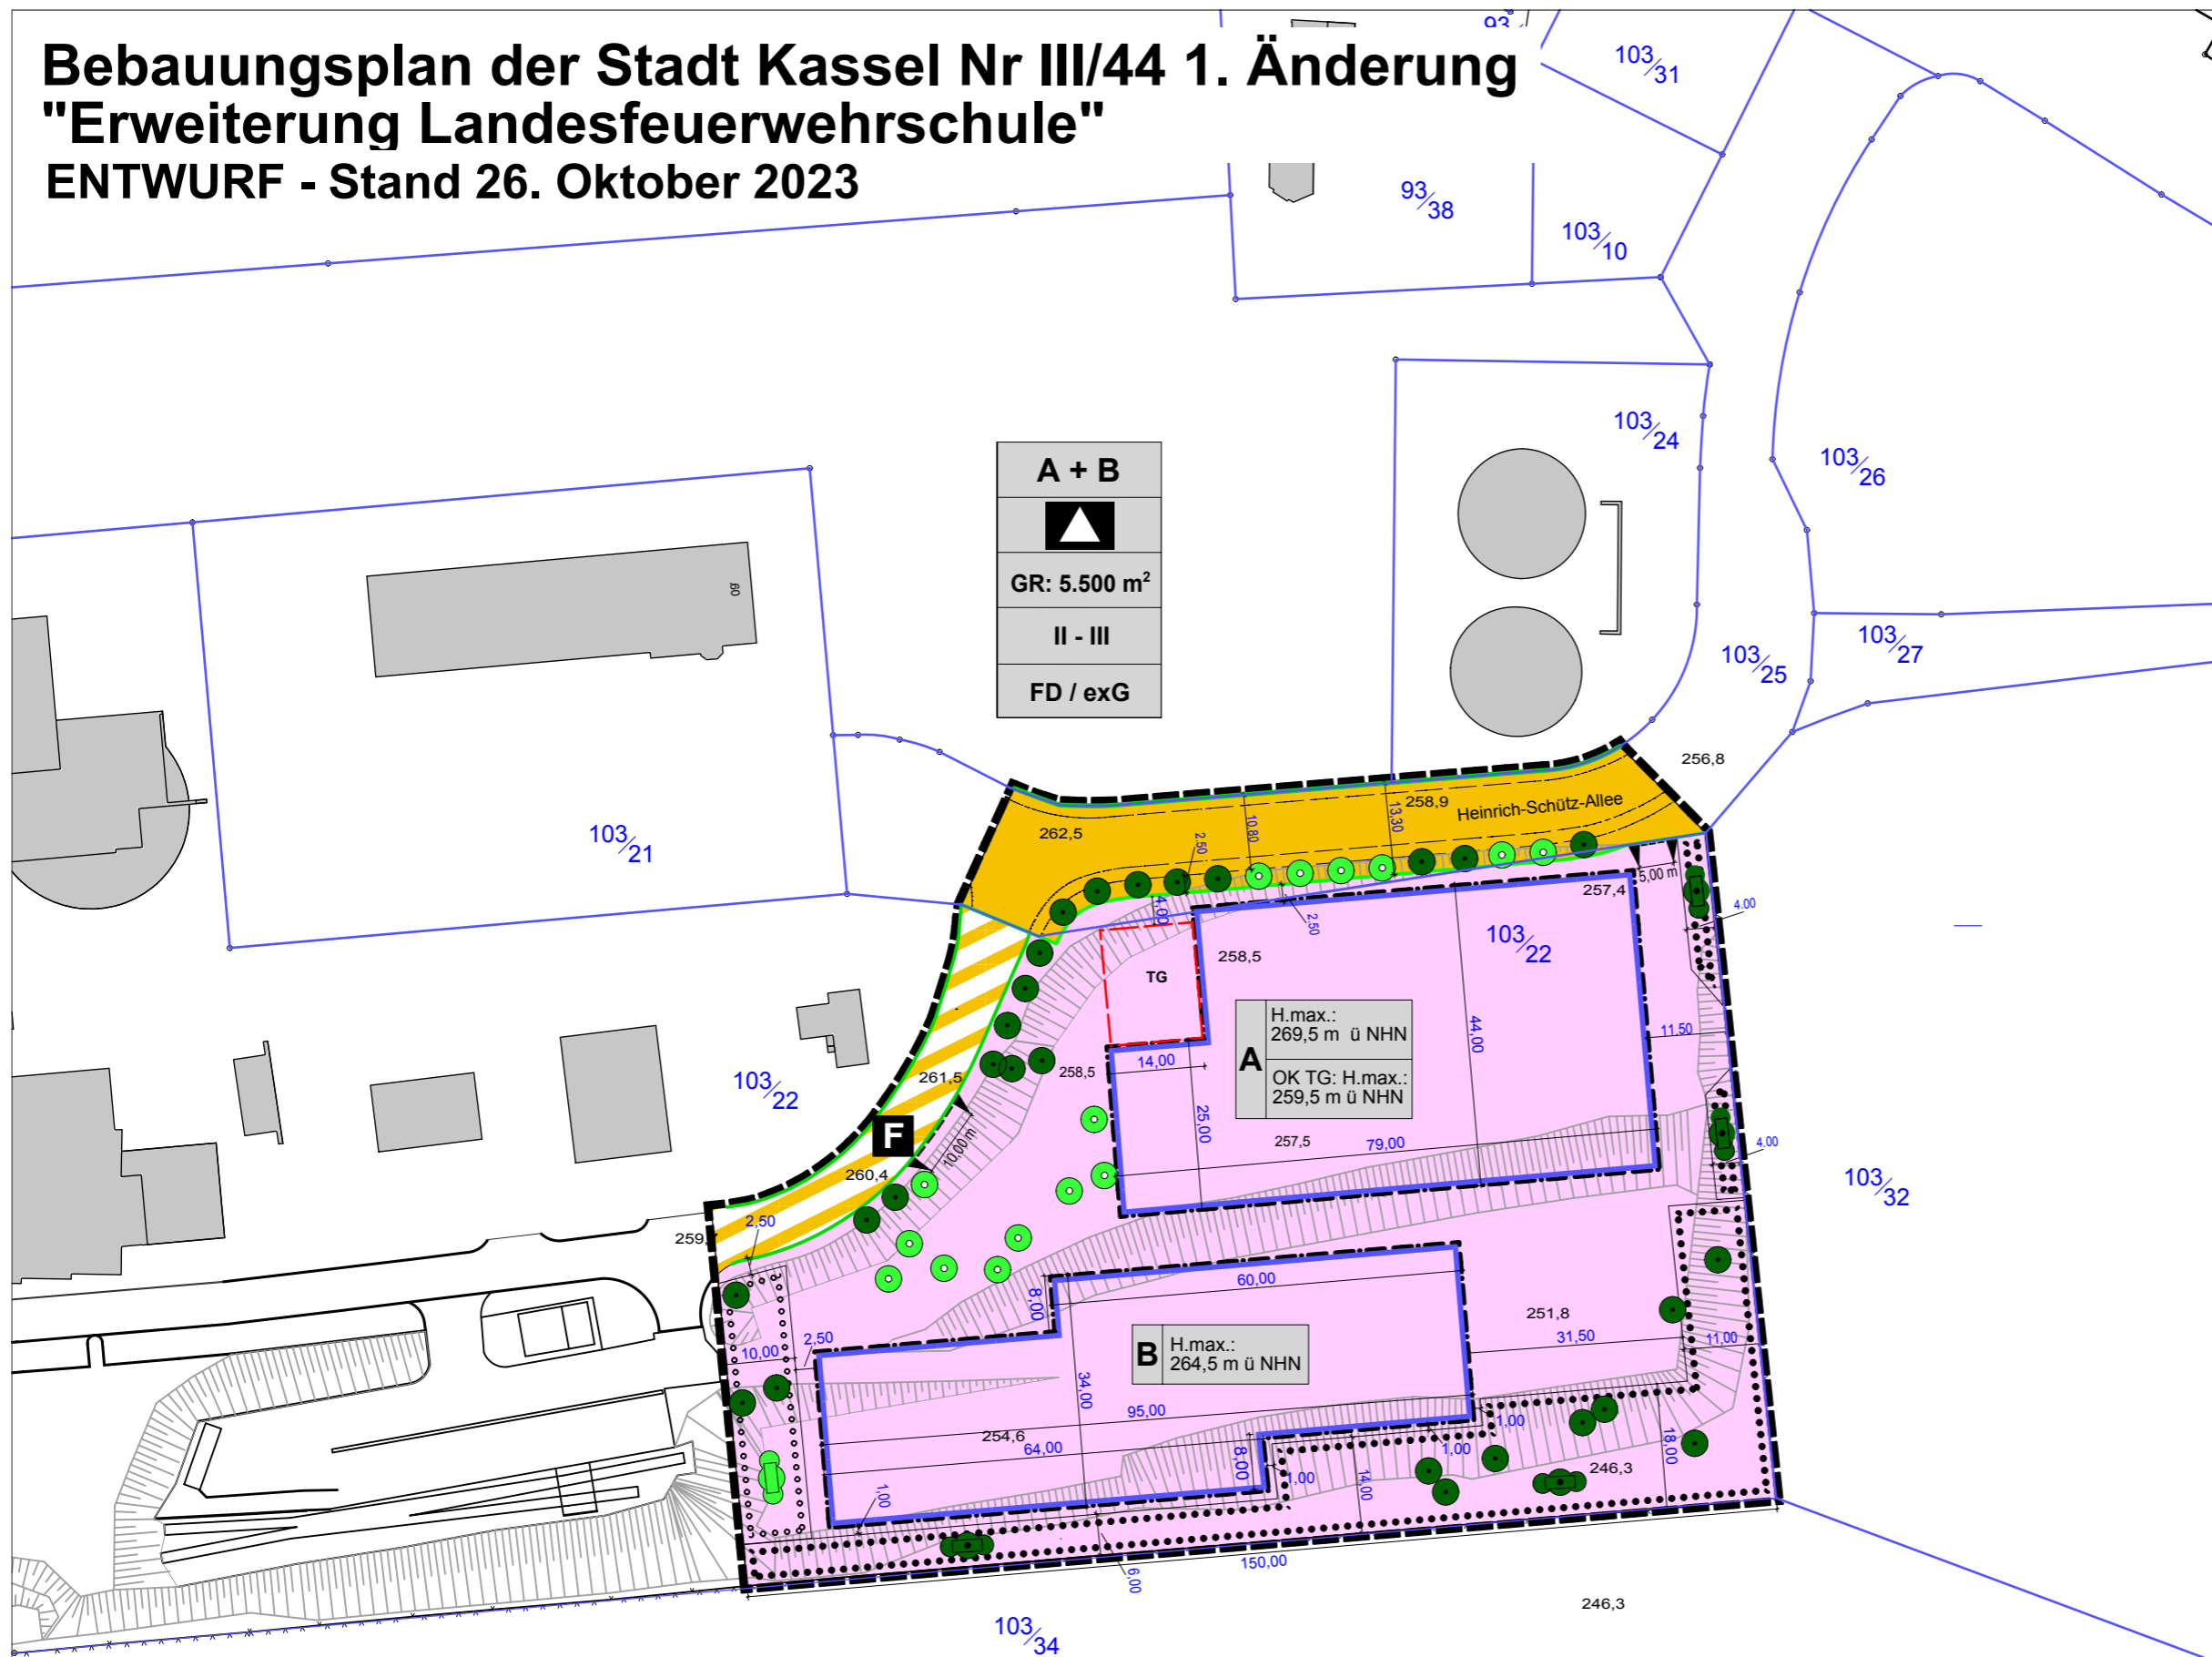 Bebauungsplan der Stadt Kassel Nr III/44 1. Änderung
"Erweiterung Landesfeuerwehrschule"
ENTWURF - Stand 26. Oktober 2023
103/31
93/38
103/10
103/24
103/26
A + B
GR: 5.500 m²
II - III
FD / exG
60
103/25
103/27
256,8
103/21
262,5
10,80
13,30
258,9
Heinrich-Schütz-Allee
2,50
4,00
2,50
257,4
5,00 m
4.00
103/22
258,5
TG
A
H.max.:
269,5 m ü NHN
OK TG: H.max.:
259,5 m ü NHN
44,00
11.50
14,00
258,5
25,00
261,5
103/22
F
10,00 m
257,5
79,00
4.00
260,4
103/32
2,50
259,
60,00
8,00
251,8
31,50
11,00
2,50
10,00
B
H.max.:
264,5 m ü NHN
34,00
95,00
254,6
64,00
1,00
1,00
8,00
1,00
14,00
18,00
246,3
1,00
6,00
150,00
246,3
103/34